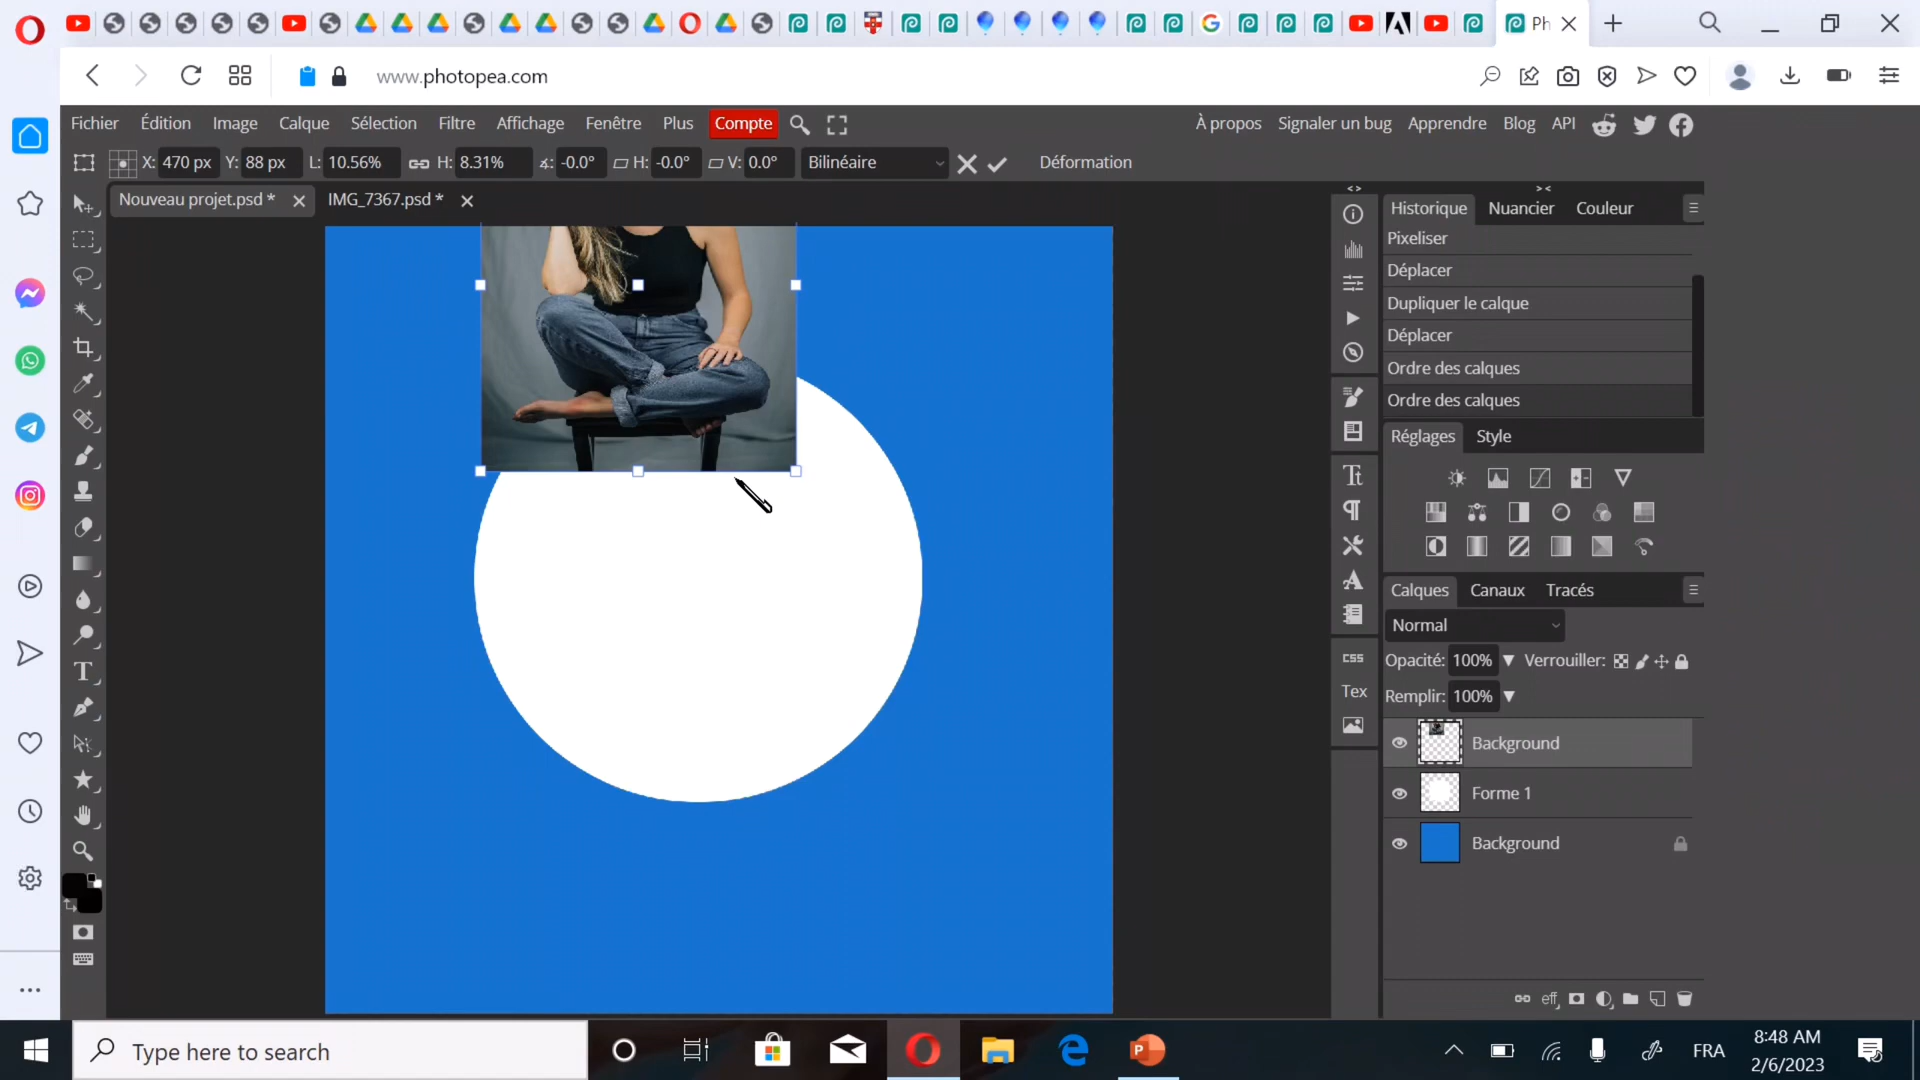 Ph
www.photopea.com
Fichier Édition Image Calque Sélection Filtre Affichage Fenêtre Plus Compte
À propos Signaler un bug Apprendre Blog API
X: 470 px Y: 88 px L: 10.56% H: 8.31% -0.0° H: -0.0° V: 0.0° Bilinéaire Déformation
Nouveau projet.psd * IMG_7367.psd *
Historique Nuancier Couleur
Pixeliser
Déplacer
Dupliquer le calque
Déplacer
Ordre des calques
Ordre des calques
Réglages Style
Calques Canaux Tracés
Normal
Opacité: 100% Verrouiller:
Remplir: 100%
CSS
Tex
Background
Forme 1
Background
eff
Type here to search
FRA
8:48 AM
2/6/2023